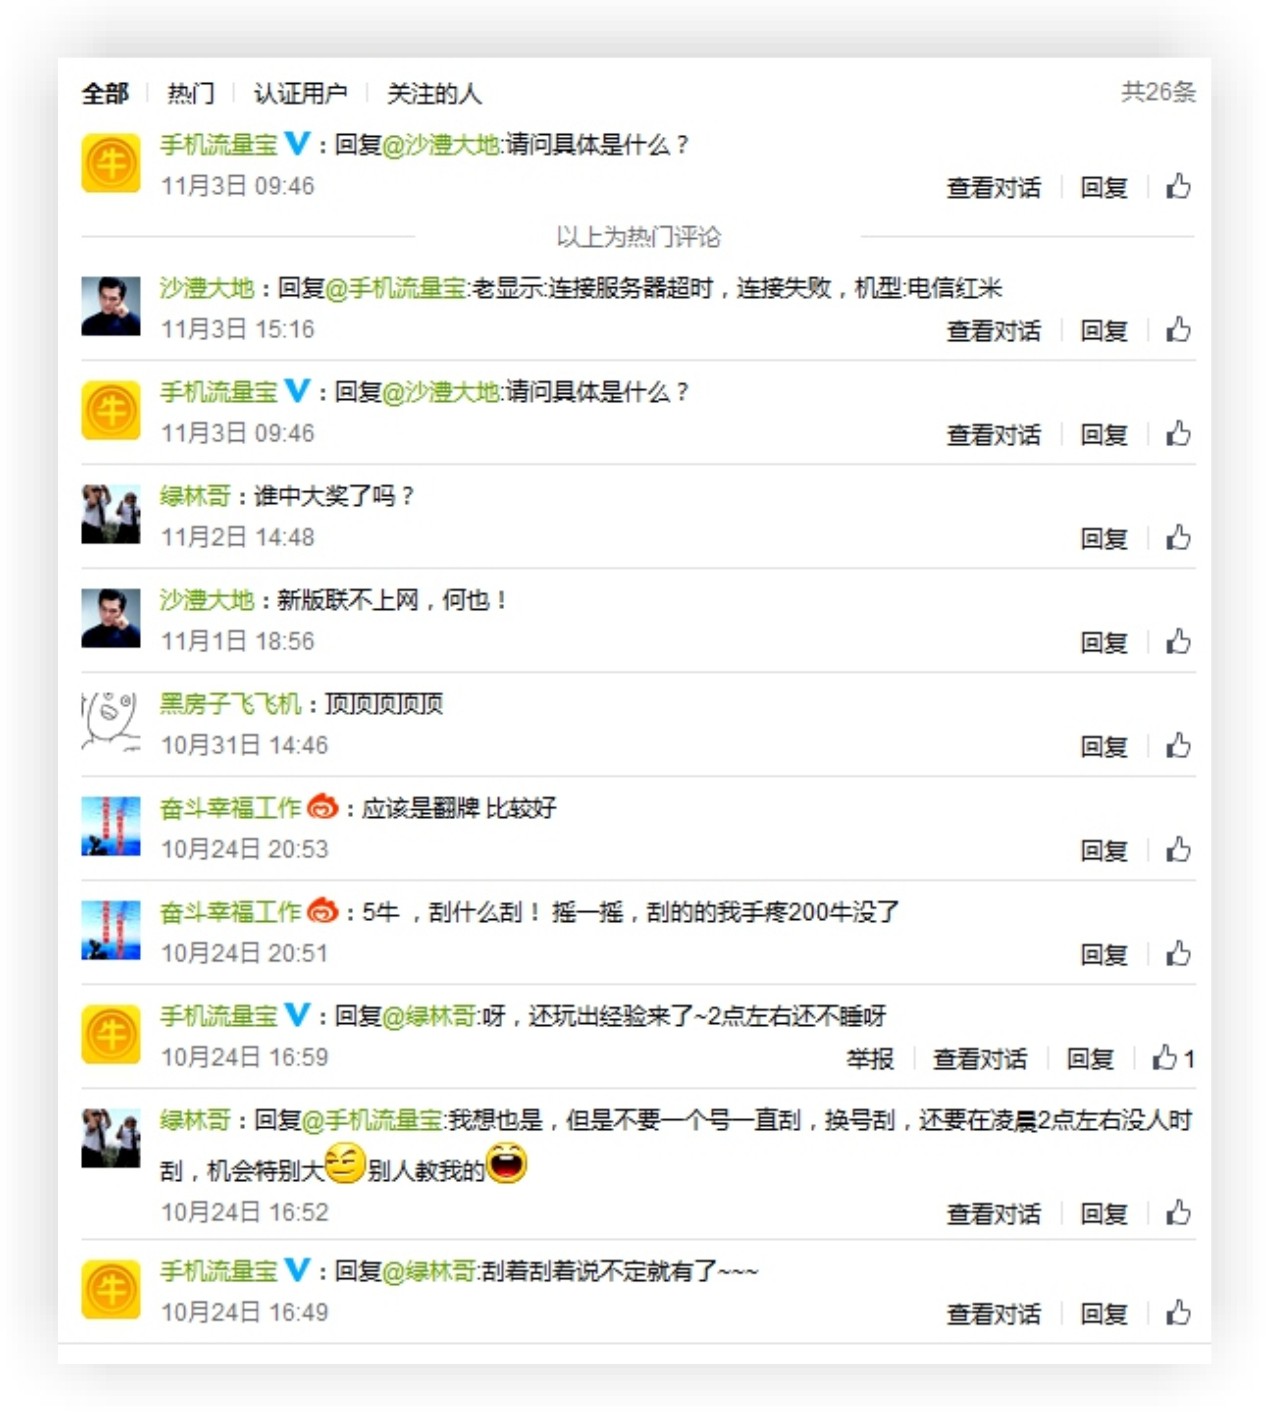 全部 热门 认证用户 关注的人 共26条
牛 手机流量宝 V：回复@沙澧大地:请问具体是什么？
11月3日 09:46 查看对话 回复
以上为热门评论
沙澧大地：回复@手机流量宝:老显示:连接服务器超时，连接失败，机型:电信红米
11月3日 15:16 查看对话 回复
牛 手机流量宝 V：回复@沙澧大地:请问具体是什么？
11月3日 09:46 查看对话 回复
绿林哥：谁中大奖了吗？
11月2日 14:48 回复
沙澧大地：新版联不上网，何也！
11月1日 18:56 回复
黑房子飞飞机：顶顶顶顶顶
10月31日 14:46 回复
奋斗幸福工作：应该是翻牌 比较好
10月24日 20:53 回复
奋斗幸福工作：5牛 ，刮什么刮！ 摇一摇，刮的的我手疼200牛没了
10月24日 20:51 回复
牛 手机流量宝 V：回复@绿林哥:呀，还玩出经验来了~2点左右还不睡呀
10月24日 16:59 举报 查看对话 回复 1
绿林哥：回复@手机流量宝:我想也是，但是不要一个号一直刮，换号刮，还要在凌晨2点左右没人时
刮，机会特别大 别人教我的
10月24日 16:52 查看对话 回复
牛 手机流量宝 V：回复@绿林哥:刮着刮着说不定就有了~~~
10月24日 16:49 查看对话 回复